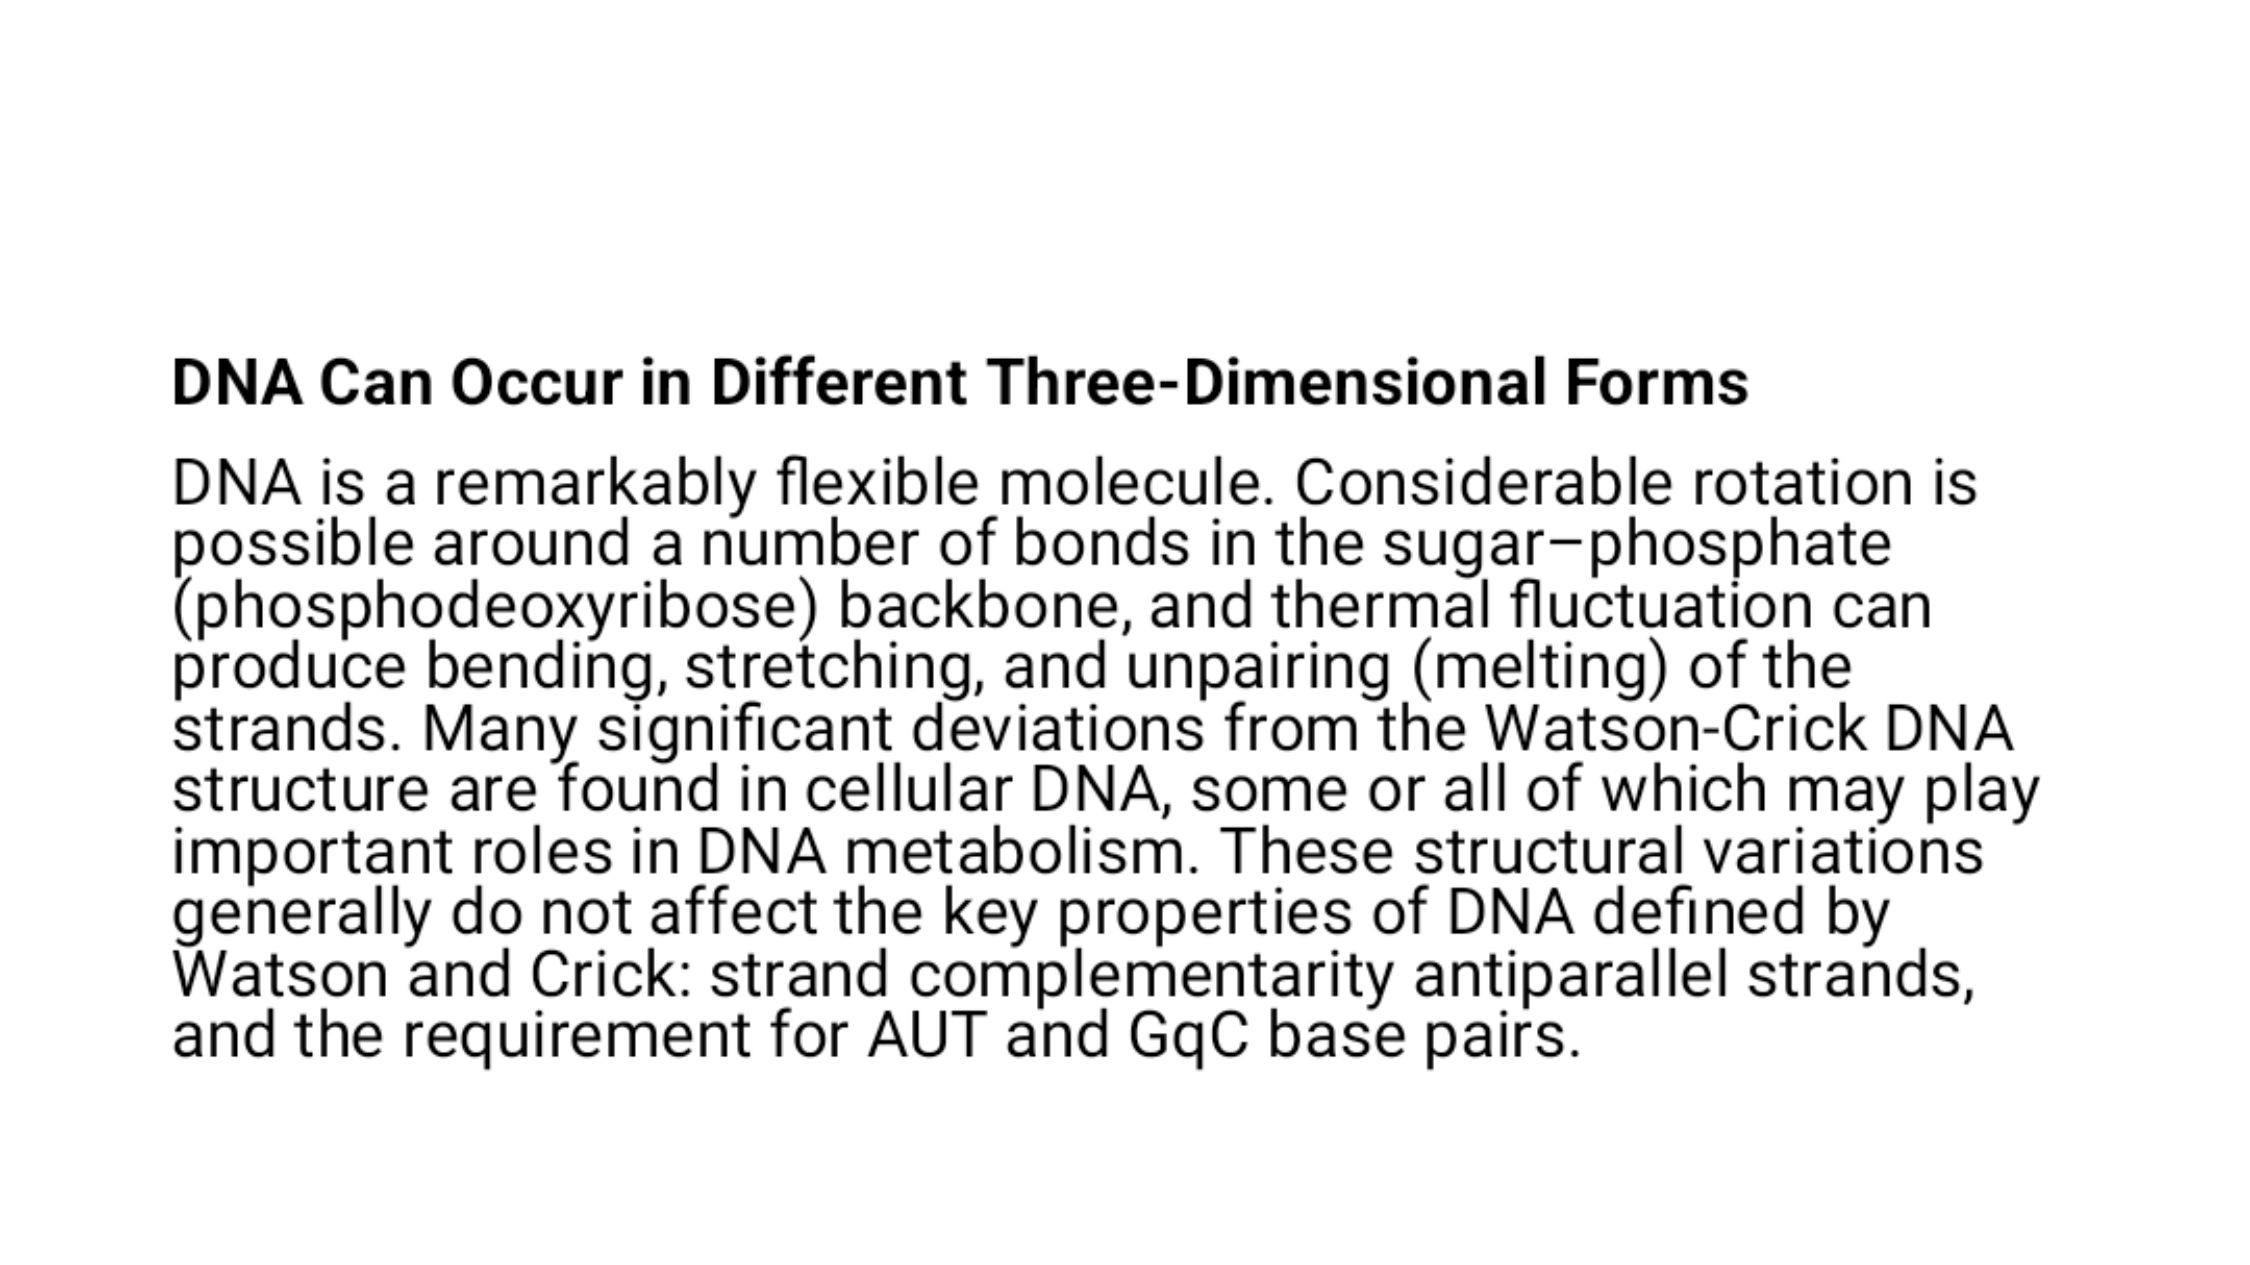 DNA Can Occur in Different Three-Dimensional Forms
DNA is a remarkably flexible molecule. Considerable rotation is
possible around a number of bonds in the sugar–phosphate
(phosphodeoxyribose) backbone, and thermal fluctuation can
produce bending, stretching, and unpairing (melting) of the
strands. Many significant deviations from the Watson-Crick DNA
structure are found in cellular DNA, some or all of which may play
important roles in DNA metabolism. These structural variations
generally do not affect the key properties of DNA defined by
Watson and Crick: strand complementarity antiparallel strands,
and the requirement for AUT and GqC base pairs.